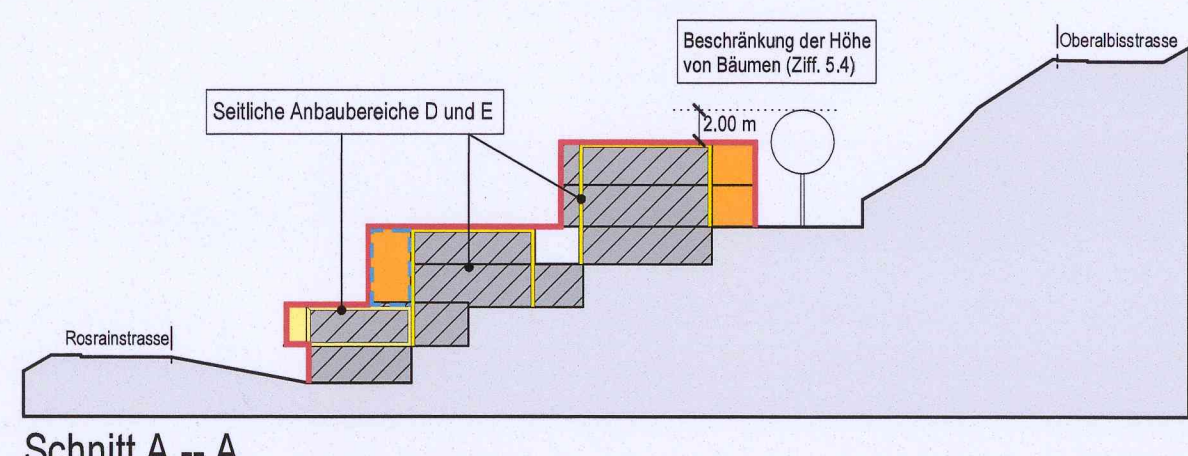 Beschränkung der Höhe
von Bäumen (Ziff. 5.4)
Oberalbisstrasse
Seitliche Anbaubereiche D und E
2.00 m
Rosrainstrasse
Schnitt A -- A